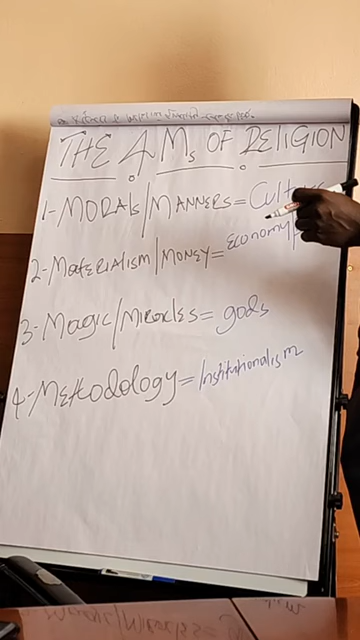 THE 4 Ms OF RELIGION
1-MORAls/MANNERS=Culture
2-MateRIALISM/MONEY=Economy/
3-Magic/MIRacLES=gods
4-METhodology=Institutionalism